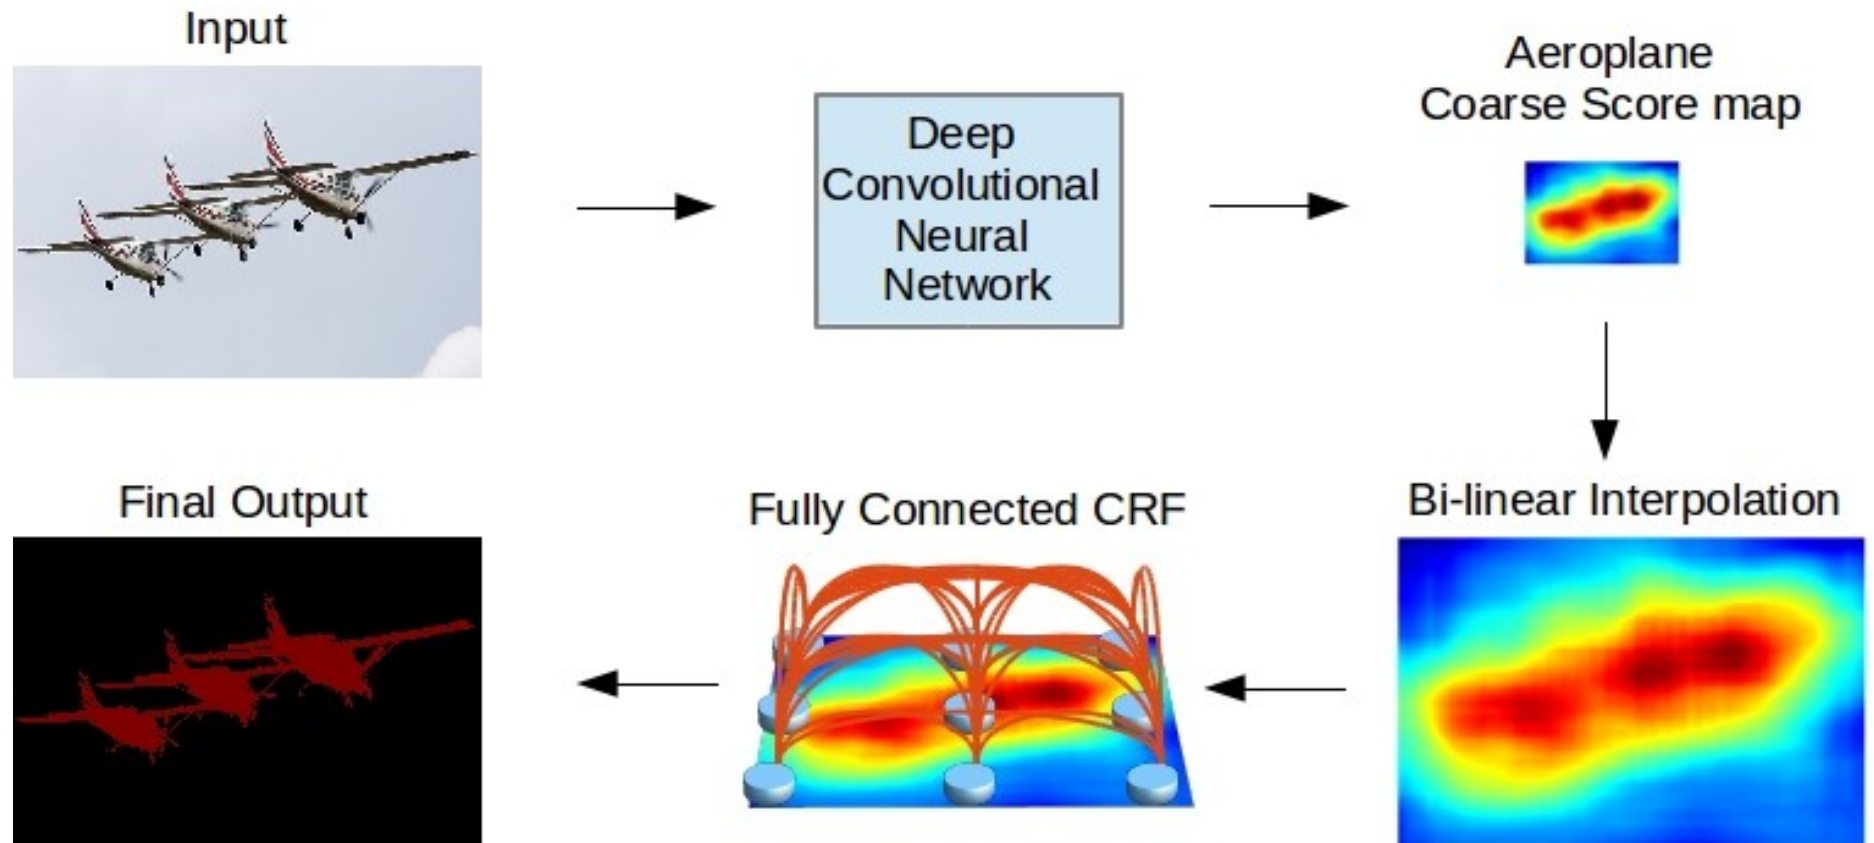 Input
Deep
Convolutional
Neural
Network
Aeroplane
Coarse Score map
Final Output
Fully Connected CRF
Bi-linear Interpolation